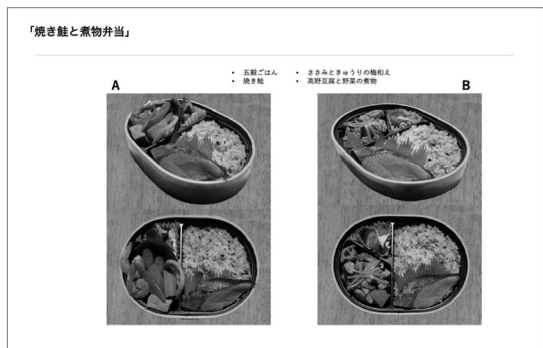 「焼き鮭と煮物弁当」
• 五穀ごはん
• 焼き鮭
• ささみときゅうりの梅和え
• 高野豆腐と野菜の煮物
A
B